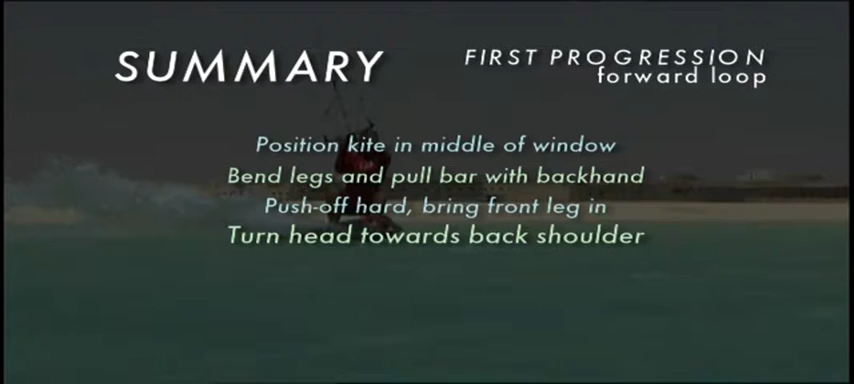 SUMMARY
FIRST PROGRESSION
forward loop
Position kite in middle of window
Bend legs and pull bar with backhand
Push-off hard, bring front leg in
Turn head towards back shoulder